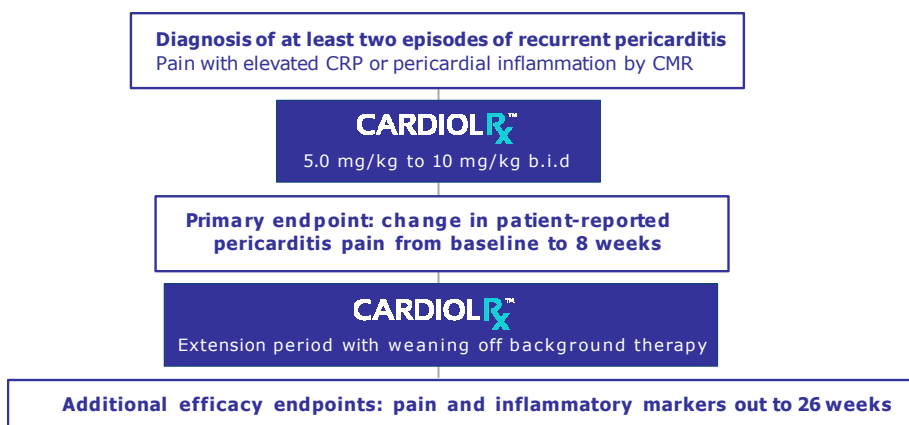 Diagnosis of at least two episodes of recurrent pericarditis
Pain with elevated CRP or pericardial inflammation by CMR
CARDIOLRx™
5.0 mg/kg to 10 mg/kg b.i.d
Primary endpoint: change in patient-reported
pericarditis pain from baseline to 8 weeks
CARDIOLRx™
Extension period with weaning off background therapy
Additional efficacy endpoints: pain and inflammatory markers out to 26 weeks